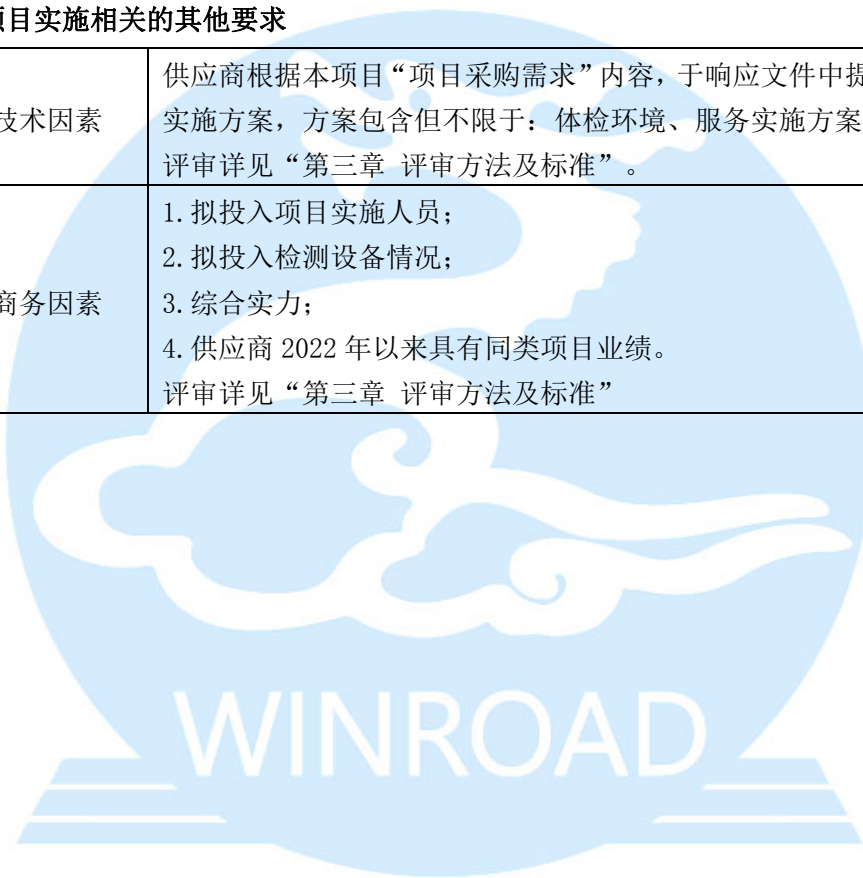 项目实施相关的其他要求
供应商根据本项目“项目采购需求”内容，于响应文件中提
技术因素
实施方案，方案包含但不限于：体检环境、服务实施方案
评审详见“第三章 评审方法及标准”。
1.拟投入项目实施人员；
2.拟投入检测设备情况；
商务因素
3.综合实力；
4.供应商 2022 年以来具有同类项目业绩。
评审详见“第三章 评审方法及标准”
WINROAD